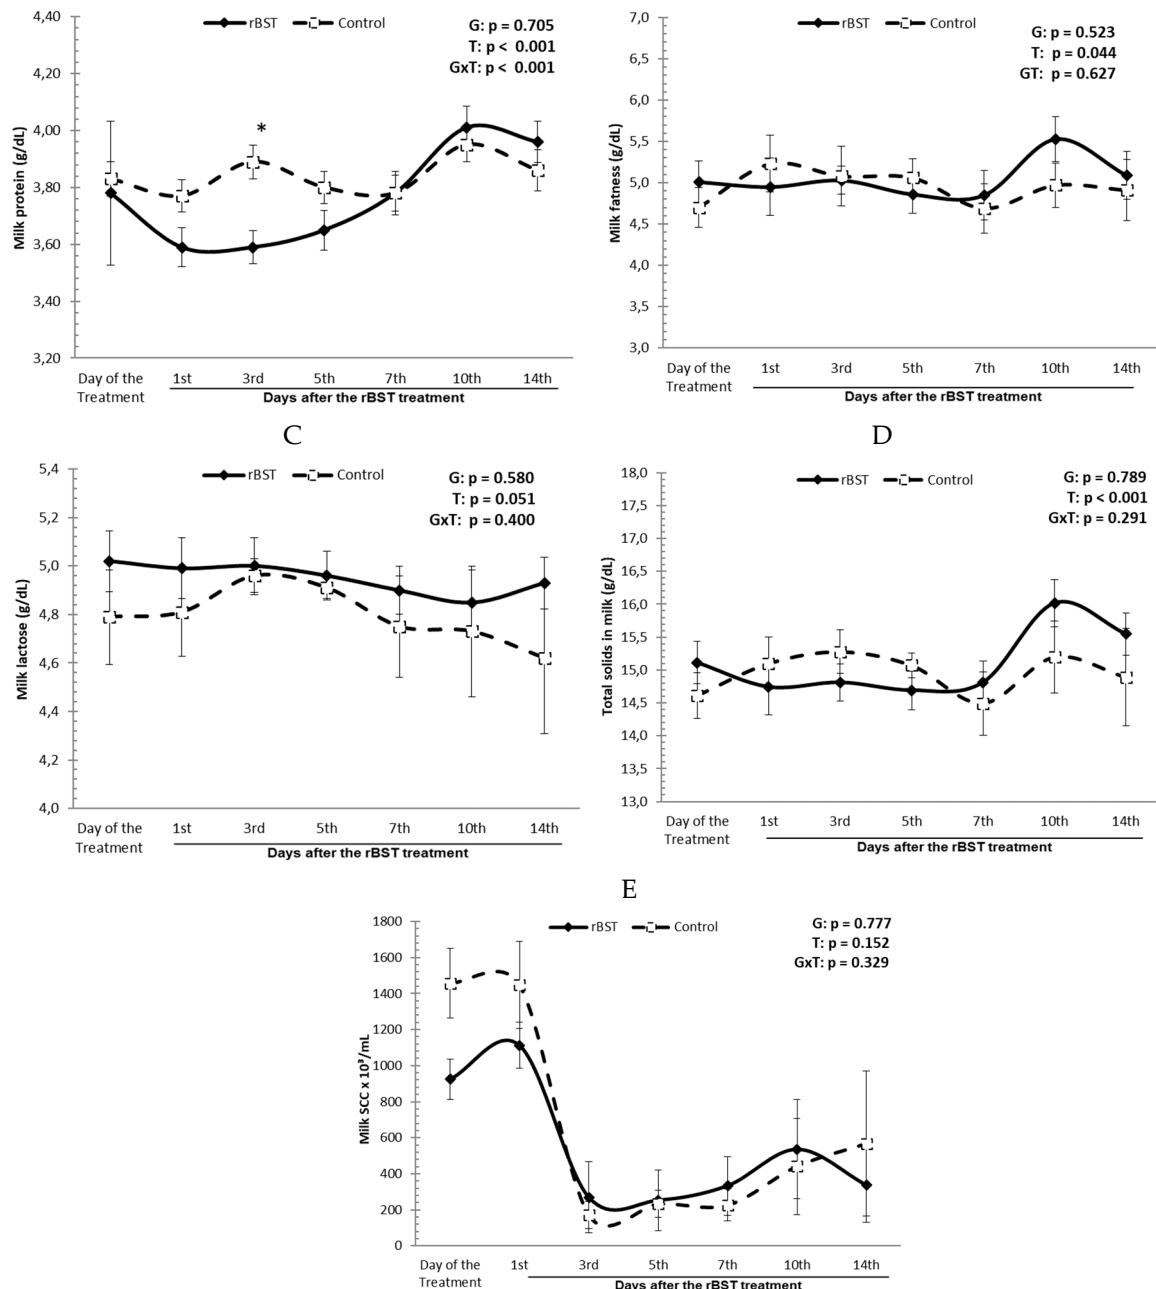 rBST Control
G: p = 0.705
T: p < 0.001
GxT: p < 0.001
*
Milk protein (g/dL)
4,40
4,20
4,00
3,80
3,60
3,40
3,20
Day of the Treatment 1st 3rd 5th 7th 10th 14th
Days after the rBST treatment
rBST Control
G: p = 0.523
T: p = 0.044
GT: p = 0.627
Milk fatness (g/dL)
7,0
6,5
6,0
5,5
5,0
4,5
4,0
3,5
3,0
Day of the Treatment 1st 3rd 5th 7th 10th 14th
Days after the rBST treatment
C
D
rBST Control
G: p = 0.580
T: p = 0.051
GxT: p = 0.400
Milk lactose (g/dL)
5,4
5,2
5,0
4,8
4,6
4,4
4,2
4,0
Day of the Treatment 1st 3rd 5th 7th 10th 14th
Days after the rBST treatment
rBST Control
G: p = 0.789
T: p < 0.001
GxT: p = 0.291
Total solids in milk (g/dL)
18,0
17,5
17,0
16,5
16,0
15,5
15,0
14,5
14,0
13,5
13,0
Day of the Treatment 1st 3rd 5th 7th 10th 14th
Days after the rBST treatment
E
rBST Control
G: p = 0.777
T: p = 0.152
GxT: p = 0.329
Milk SCC x 10³/mL
1800
1600
1400
1200
1000
800
600
400
200
0
Day of the Treatment 1st 3rd 5th 7th 10th 14th
Days after the rBST treatment